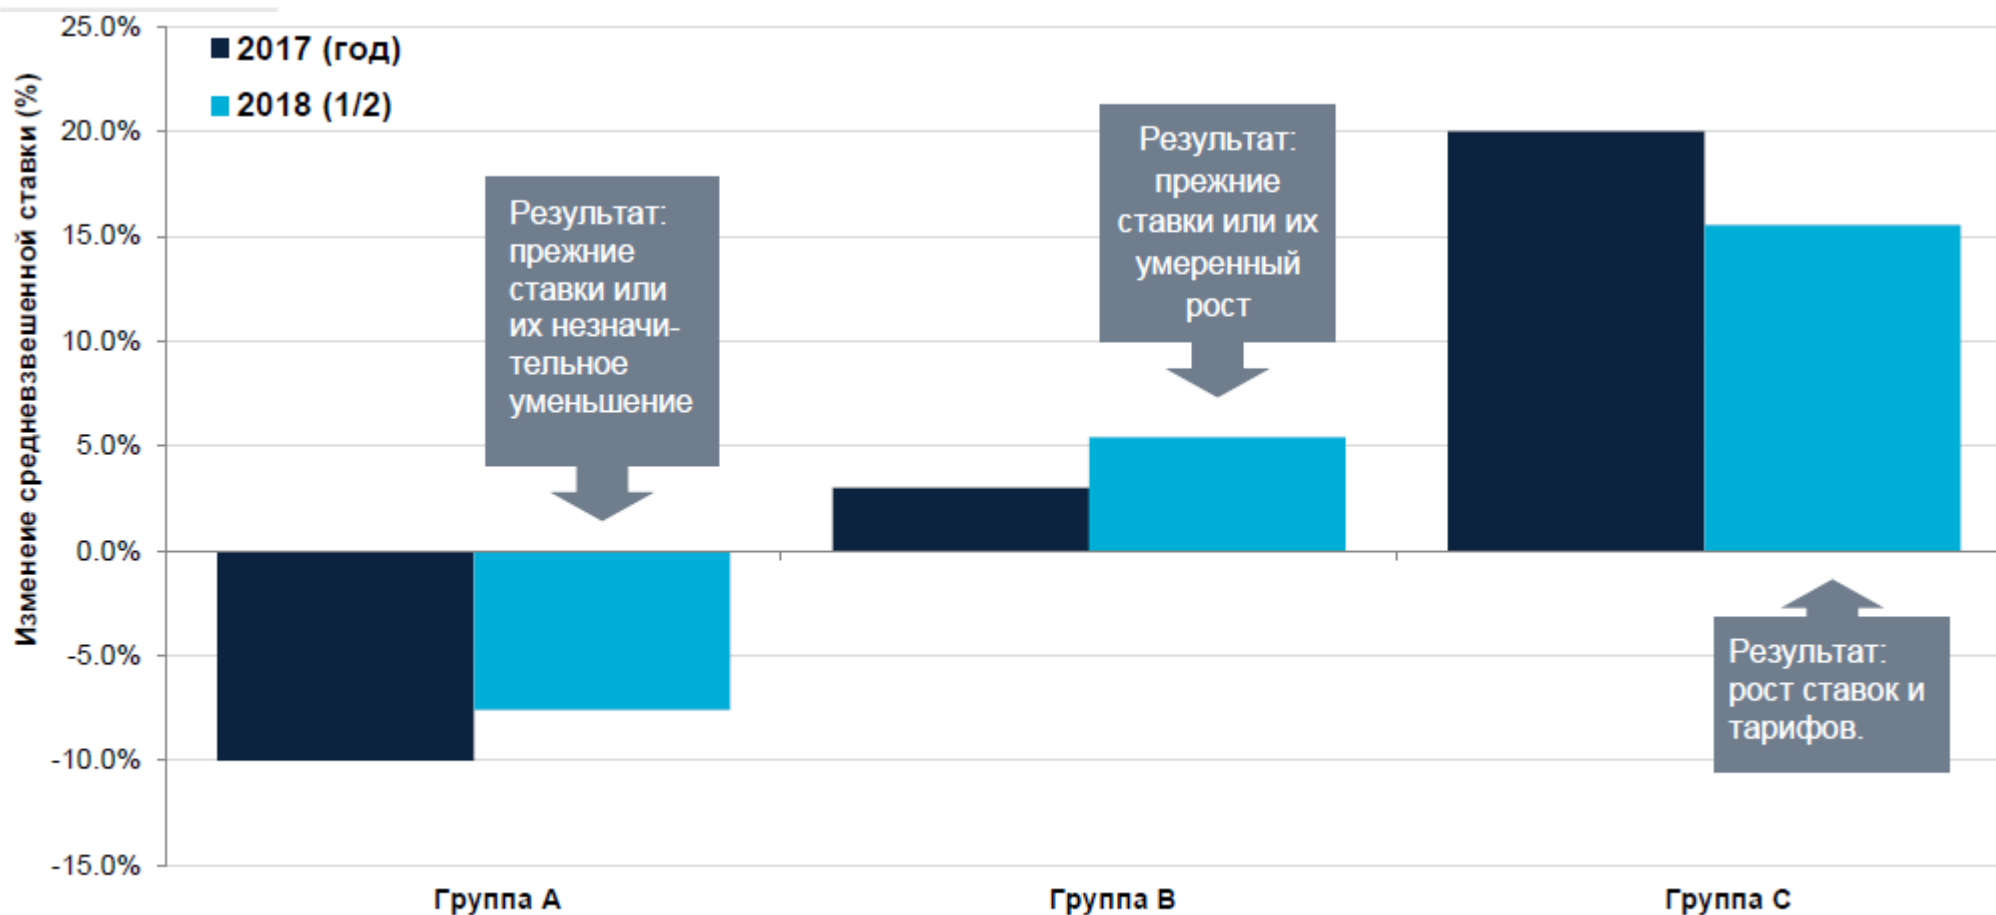 25.0%
20.0%
15.0%
10.0%
5.0%
0.0%
-5.0%
-10.0%
-15.0%
Изменеие средневзвешенной ставки (%)
2017 (год)
2018 (1/2)
Результат:
прежние
ставки или
их незначи-
тельное
уменьшение
Результат:
прежние
ставки или их
умеренный
рост
Результат:
рост ставок и
тарифов.
Группа A
Группа B
Группа C